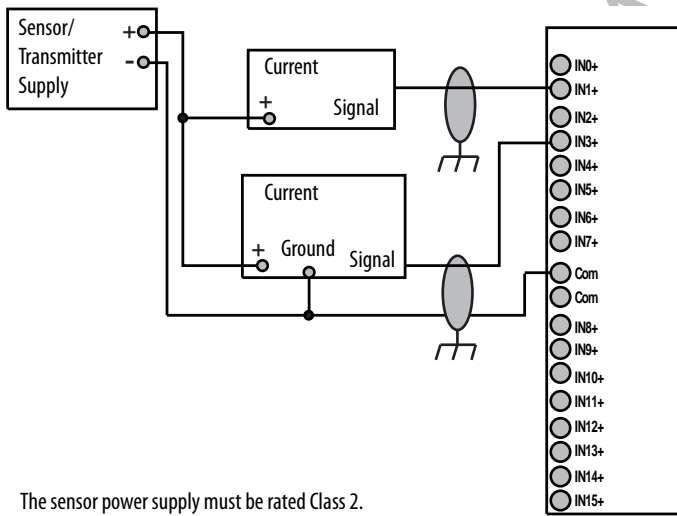 Sensor/
Transmitter
Supply
+
-
Current
+
Signal
Current
+
Ground
Signal
IN0+
IN1+
IN2+
IN3+
IN4+
IN5+
IN6+
IN7+
Com
Com
IN8+
IN9+
IN10+
IN11+
IN12+
IN13+
IN14+
IN15+
The sensor power supply must be rated Class 2.